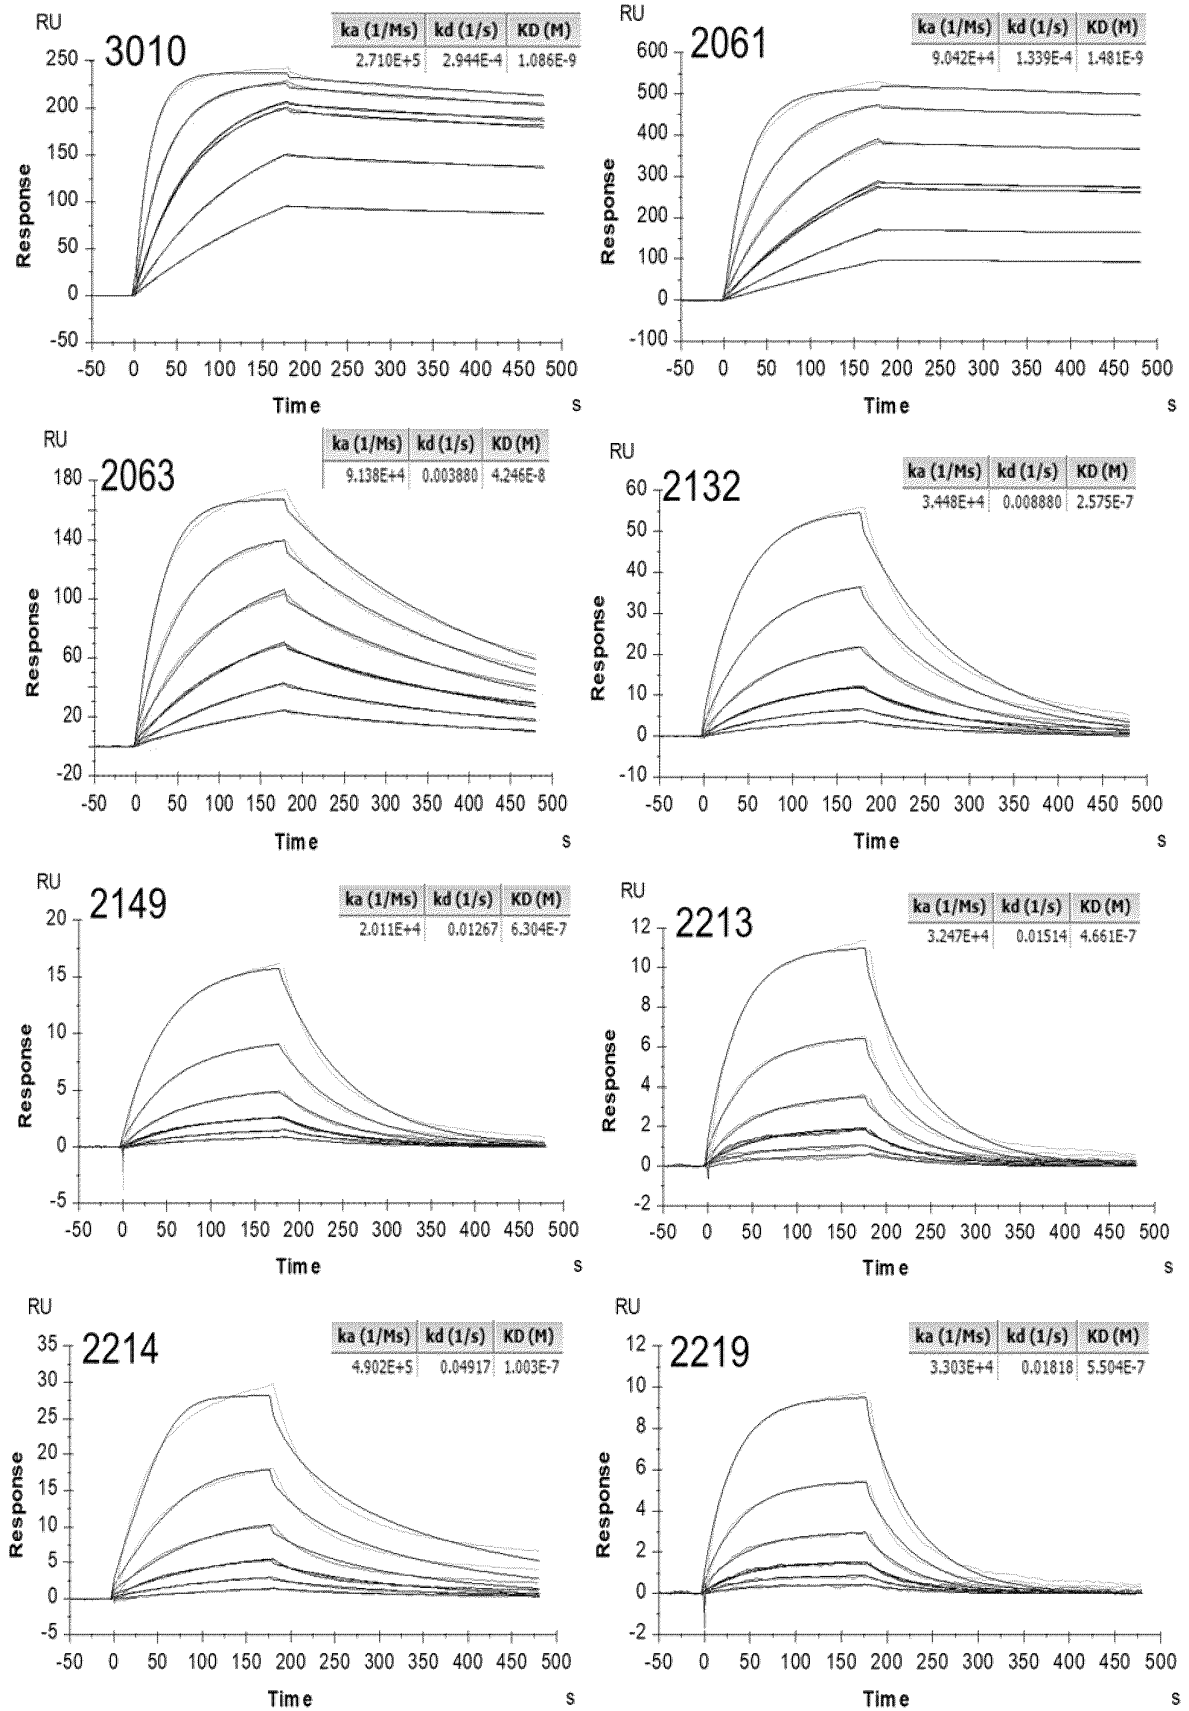 RU
3010
ka (1/Ms) kd (1/s) KD (M)
2.710E+5 2.944E-4 1.086E-9
250
200
150
100
50
0
-50
Response
-50 0 50 100 150 200 250 300 350 400 450 500
Time s
RU
2061
ka (1/Ms) kd (1/s) KD (M)
9.042E+4 1.339E-4 1.481E-9
600
500
400
300
200
100
0
-100
Response
-50 0 50 100 150 200 250 300 350 400 450 500
Time s
RU
2063
ka (1/Ms) kd (1/s) KD (M)
9.138E+4 0.003880 4.246E-8
180
140
100
60
20
-20
Response
-50 0 50 100 150 200 250 300 350 400 450 500
Time s
RU
2132
ka (1/Ms) kd (1/s) KD (M)
3.448E+4 0.008880 2.575E-7
60
50
40
30
20
10
0
-10
Response
-50 0 50 100 150 200 250 300 350 400 450 500
Time s
RU
2149
ka (1/Ms) kd (1/s) KD (M)
2.011E+4 0.01267 6.304E-7
20
15
10
5
0
-5
Response
-50 0 50 100 150 200 250 300 350 400 450 500
Time s
RU
2213
ka (1/Ms) kd (1/s) KD (M)
3.247E+4 0.01514 4.661E-7
12
10
8
6
4
2
0
-2
Response
-50 0 50 100 150 200 250 300 350 400 450 500
Time s
RU
2214
ka (1/Ms) kd (1/s) KD (M)
4.902E+5 0.04917 1.003E-7
35
30
25
20
15
10
5
0
-5
Response
-50 0 50 100 150 200 250 300 350 400 450 500
Time s
RU
2219
ka (1/Ms) kd (1/s) KD (M)
3.303E+4 0.01818 5.504E-7
12
10
8
6
4
2
0
-2
Response
-50 0 50 100 150 200 250 300 350 400 450 500
Time s